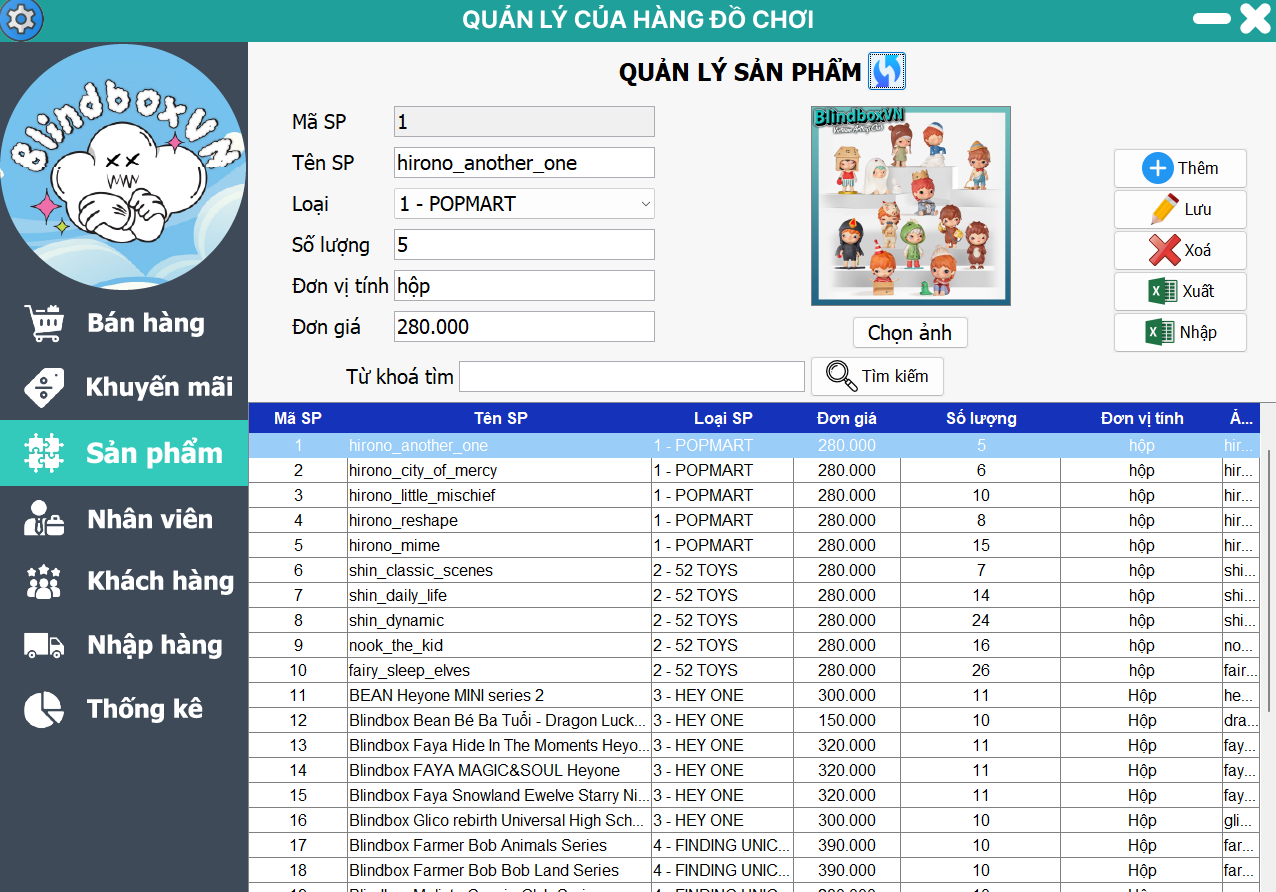 QUẢN LÝ CỦA HÀNG ĐỒ CHƠI
BlindboxVN
Bán hàng
Khuyến mãi
Sản phẩm
Nhân viên
Khách hàng
Nhập hàng
Thống kê
QUẢN LÝ SẢN PHẨM
Mã SP 1
Tên SP hirono_another_one
Loại 1 - POPMART
Số lượng 5
Đơn vị tính hộp
Đơn giá 280.000
BlindboxVN
Chọn ảnh
Thêm
Lưu
Xoá
Xuất
Nhập
Từ khoá tìm Tìm kiếm
Mã SP Tên SP Loại SP Đơn giá Số lượng Đơn vị tính Ả...
1 hirono_another_one 1 - POPMART 280.000 5 hộp hir...
2 hirono_city_of_mercy 1 - POPMART 280.000 6 hộp hir...
3 hirono_little_mischief 1 - POPMART 280.000 10 hộp hir...
4 hirono_reshape 1 - POPMART 280.000 8 hộp hir...
5 hirono_mime 1 - POPMART 280.000 15 hộp hir...
6 shin_classic_scenes 2 - 52 TOYS 280.000 7 hộp shi...
7 shin_daily_life 2 - 52 TOYS 280.000 14 hộp shi...
8 shin_dynamic 2 - 52 TOYS 280.000 24 hộp shi...
9 nook_the_kid 2 - 52 TOYS 280.000 16 hộp no...
10 fairy_sleep_elves 2 - 52 TOYS 280.000 26 hộp fair...
11 BEAN Heyone MINI series 2 3 - HEY ONE 300.000 11 Hộp he...
12 Blindbox Bean Bé Ba Tuổi - Dragon Luck... 3 - HEY ONE 150.000 10 Hộp dra...
13 Blindbox Faya Hide In The Moments Heyo... 3 - HEY ONE 320.000 11 Hộp fay...
14 Blindbox FAYA MAGIC&SOUL Heyone 3 - HEY ONE 320.000 11 Hộp fay...
15 Blindbox Faya Snowland Ewelve Starry Ni... 3 - HEY ONE 320.000 11 Hộp fay...
16 Blindbox Glico rebirth Universal High Sch... 3 - HEY ONE 300.000 10 Hộp gli...
17 Blindbox Farmer Bob Animals Series 4 - FINDING UNIC... 390.000 10 Hộp far...
18 Blindbox Farmer Bob Bob Land Series 4 - FINDING UNIC... 390.000 10 Hộp far...